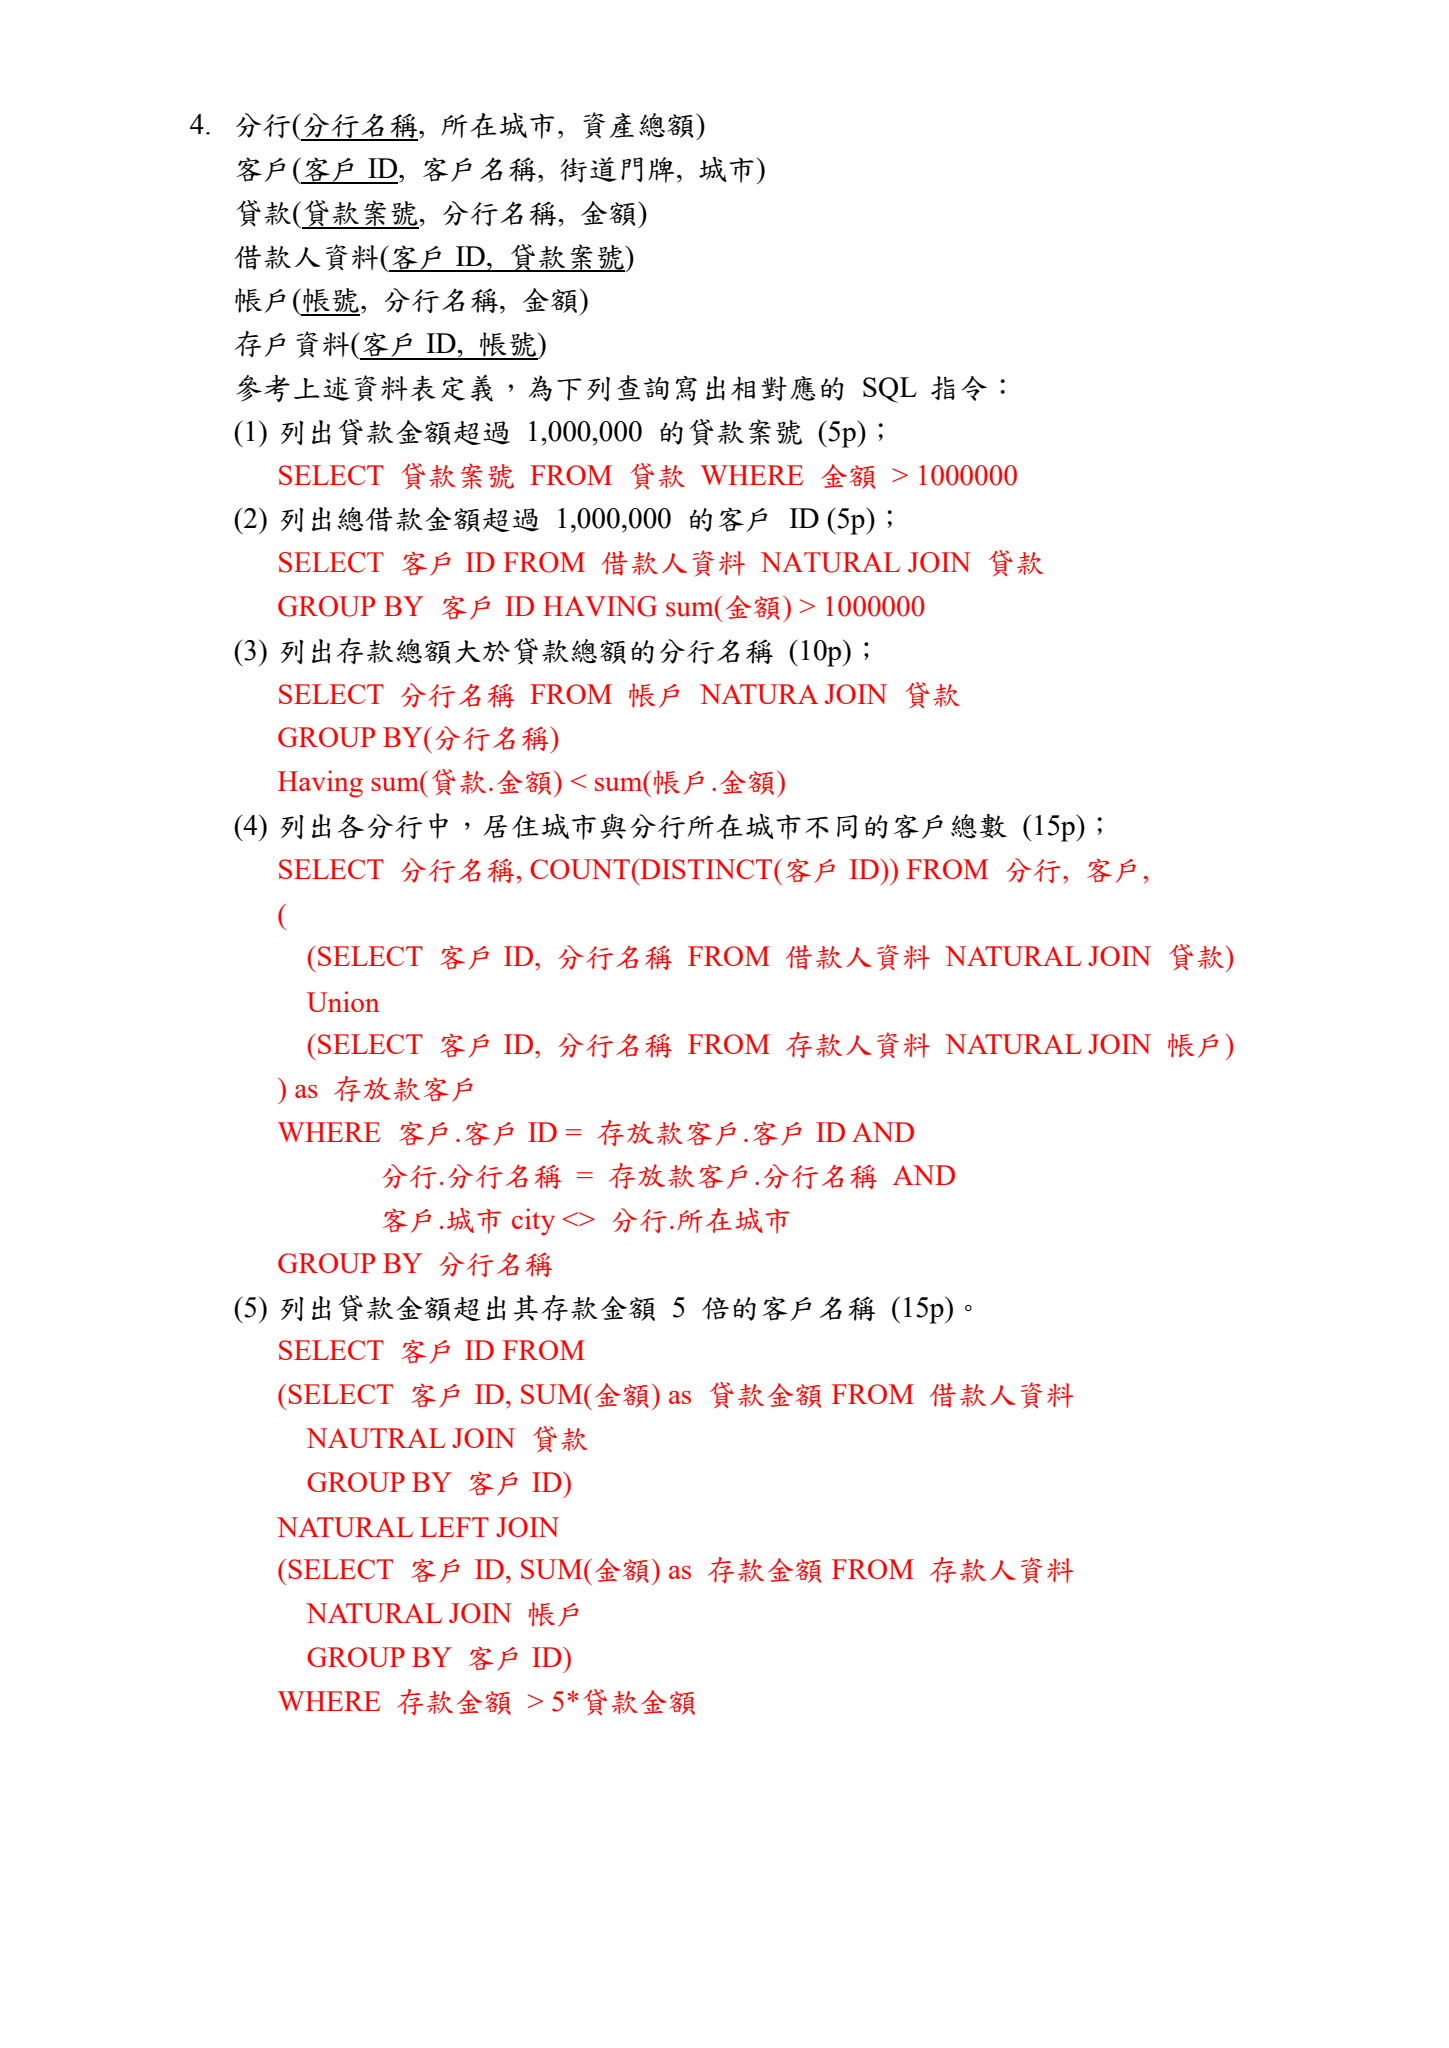 4. 分行(分行名稱, 所在城市, 資產總額)
客戶(客戶 ID, 客戶名稱, 街道門牌, 城市)
貸款(貸款案號, 分行名稱, 金額)
借款人資料(客戶 ID, 貸款案號)
帳戶(帳號, 分行名稱, 金額)
存戶資料(客戶 ID, 帳號)
參考上述資料表定義，為下列查詢寫出相對應的 SQL 指令：
(1) 列出貸款金額超過 1,000,000 的貸款案號 (5p)；
SELECT 貸款案號 FROM 貸款 WHERE 金額 > 1000000
(2) 列出總借款金額超過 1,000,000 的客戶 ID (5p)；
SELECT 客戶 ID FROM 借款人資料 NATURAL JOIN 貸款
GROUP BY 客戶 ID HAVING sum(金額) > 1000000
(3) 列出存款總額大於貸款總額的分行名稱 (10p)；
SELECT 分行名稱 FROM 帳戶 NATURA JOIN 貸款
GROUP BY(分行名稱)
Having sum(貸款.金額) < sum(帳戶.金額)
(4) 列出各分行中，居住城市與分行所在城市不同的客戶總數 (15p)；
SELECT 分行名稱, COUNT(DISTINCT(客戶 ID)) FROM 分行, 客戶,
(
(SELECT 客戶 ID, 分行名稱 FROM 借款人資料 NATURAL JOIN 貸款)
Union
(SELECT 客戶 ID, 分行名稱 FROM 存款人資料 NATURAL JOIN 帳戶)
) as 存放款客戶
WHERE 客戶.客戶 ID = 存放款客戶.客戶 ID AND
分行.分行名稱 = 存放款客戶.分行名稱 AND
客戶.城市 city <> 分行.所在城市
GROUP BY 分行名稱
(5) 列出貸款金額超出其存款金額 5 倍的客戶名稱 (15p)。
SELECT 客戶 ID FROM
(SELECT 客戶 ID, SUM(金額) as 貸款金額 FROM 借款人資料
NAUTRAL JOIN 貸款
GROUP BY 客戶 ID)
NATURAL LEFT JOIN
(SELECT 客戶 ID, SUM(金額) as 存款金額 FROM 存款人資料
NATURAL JOIN 帳戶
GROUP BY 客戶 ID)
WHERE 存款金額 > 5*貸款金額